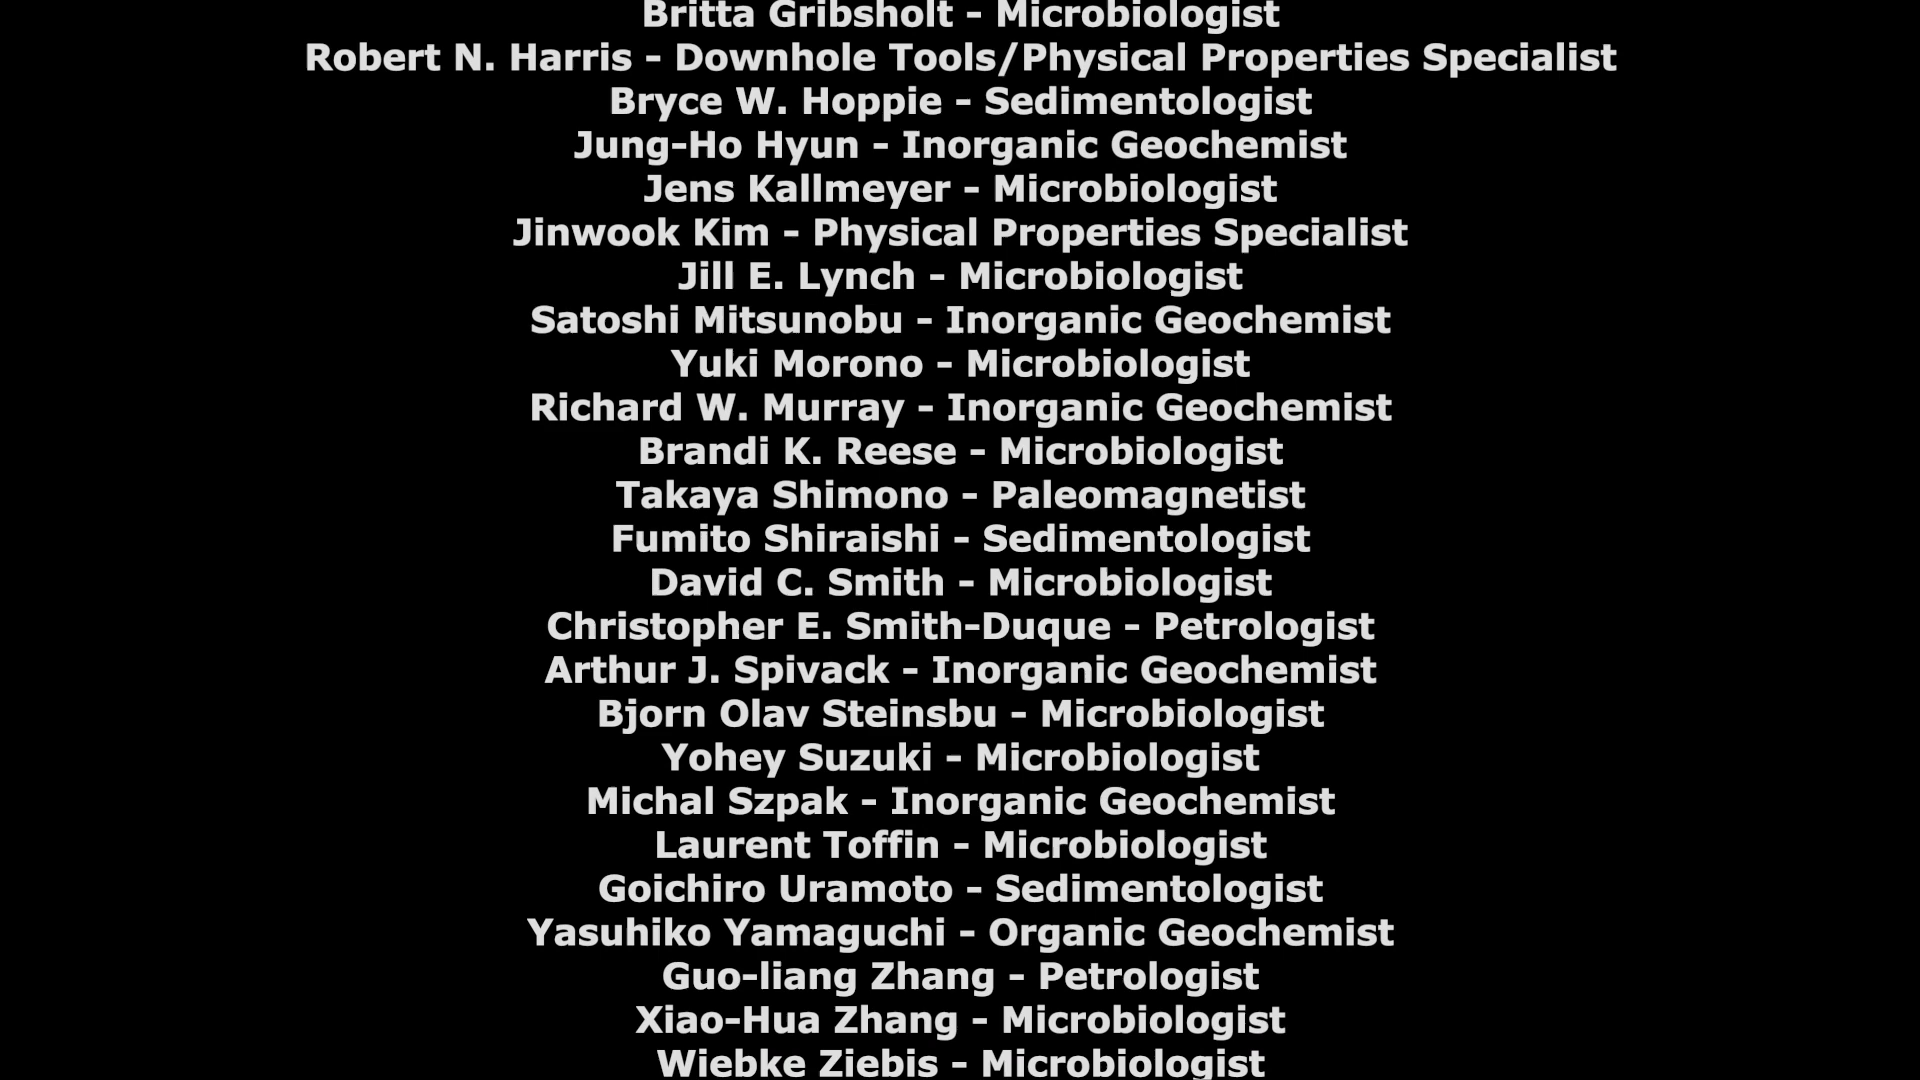 Britta Gribsholt - Microbiologist
Robert N. Harris - Downhole Tools/Physical Properties Specialist
Bryce W. Hoppie - Sedimentologist
Jung-Ho Hyun - Inorganic Geochemist
Jens Kallmeyer - Microbiologist
Jinwook Kim - Physical Properties Specialist
Jill E. Lynch - Microbiologist
Satoshi Mitsunobu - Inorganic Geochemist
Yuki Morono - Microbiologist
Richard W. Murray - Inorganic Geochemist
Brandi K. Reese - Microbiologist
Takaya Shimono - Paleomagnetist
Fumito Shiraishi - Sedimentologist
David C. Smith - Microbiologist
Christopher E. Smith-Duque - Petrologist
Arthur J. Spivack - Inorganic Geochemist
Bjorn Olav Steinsbu - Microbiologist
Yohey Suzuki - Microbiologist
Michal Szpak - Inorganic Geochemist
Laurent Toffin - Microbiologist
Goichiro Uramoto - Sedimentologist
Yasuhiko Yamaguchi - Organic Geochemist
Guo-liang Zhang - Petrologist
Xiao-Hua Zhang - Microbiologist
Wiebke Ziebis - Microbiologist